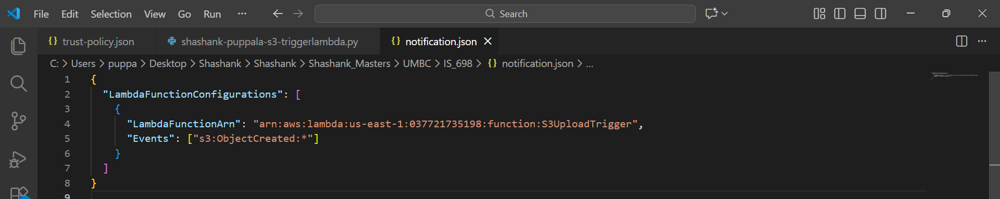 File Edit Selection View Go Run ··· Search
{} trust-policy.json shashank-puppala-s3-triggerlambda.py {} notification.json
C: > Users > puppa > Desktop > Shashank > Shashank > Shashank_Masters > UMBC > IS_698 > {} notification.json > ...
1 {
2 "LambdaFunctionConfigurations": [
3 {
4 "LambdaFunctionArn": "arn:aws:lambda:us-east-1:037721735198:function:S3UploadTrigger",
5 "Events": ["s3:ObjectCreated:*"]
6 }
7 ]
8 }
9